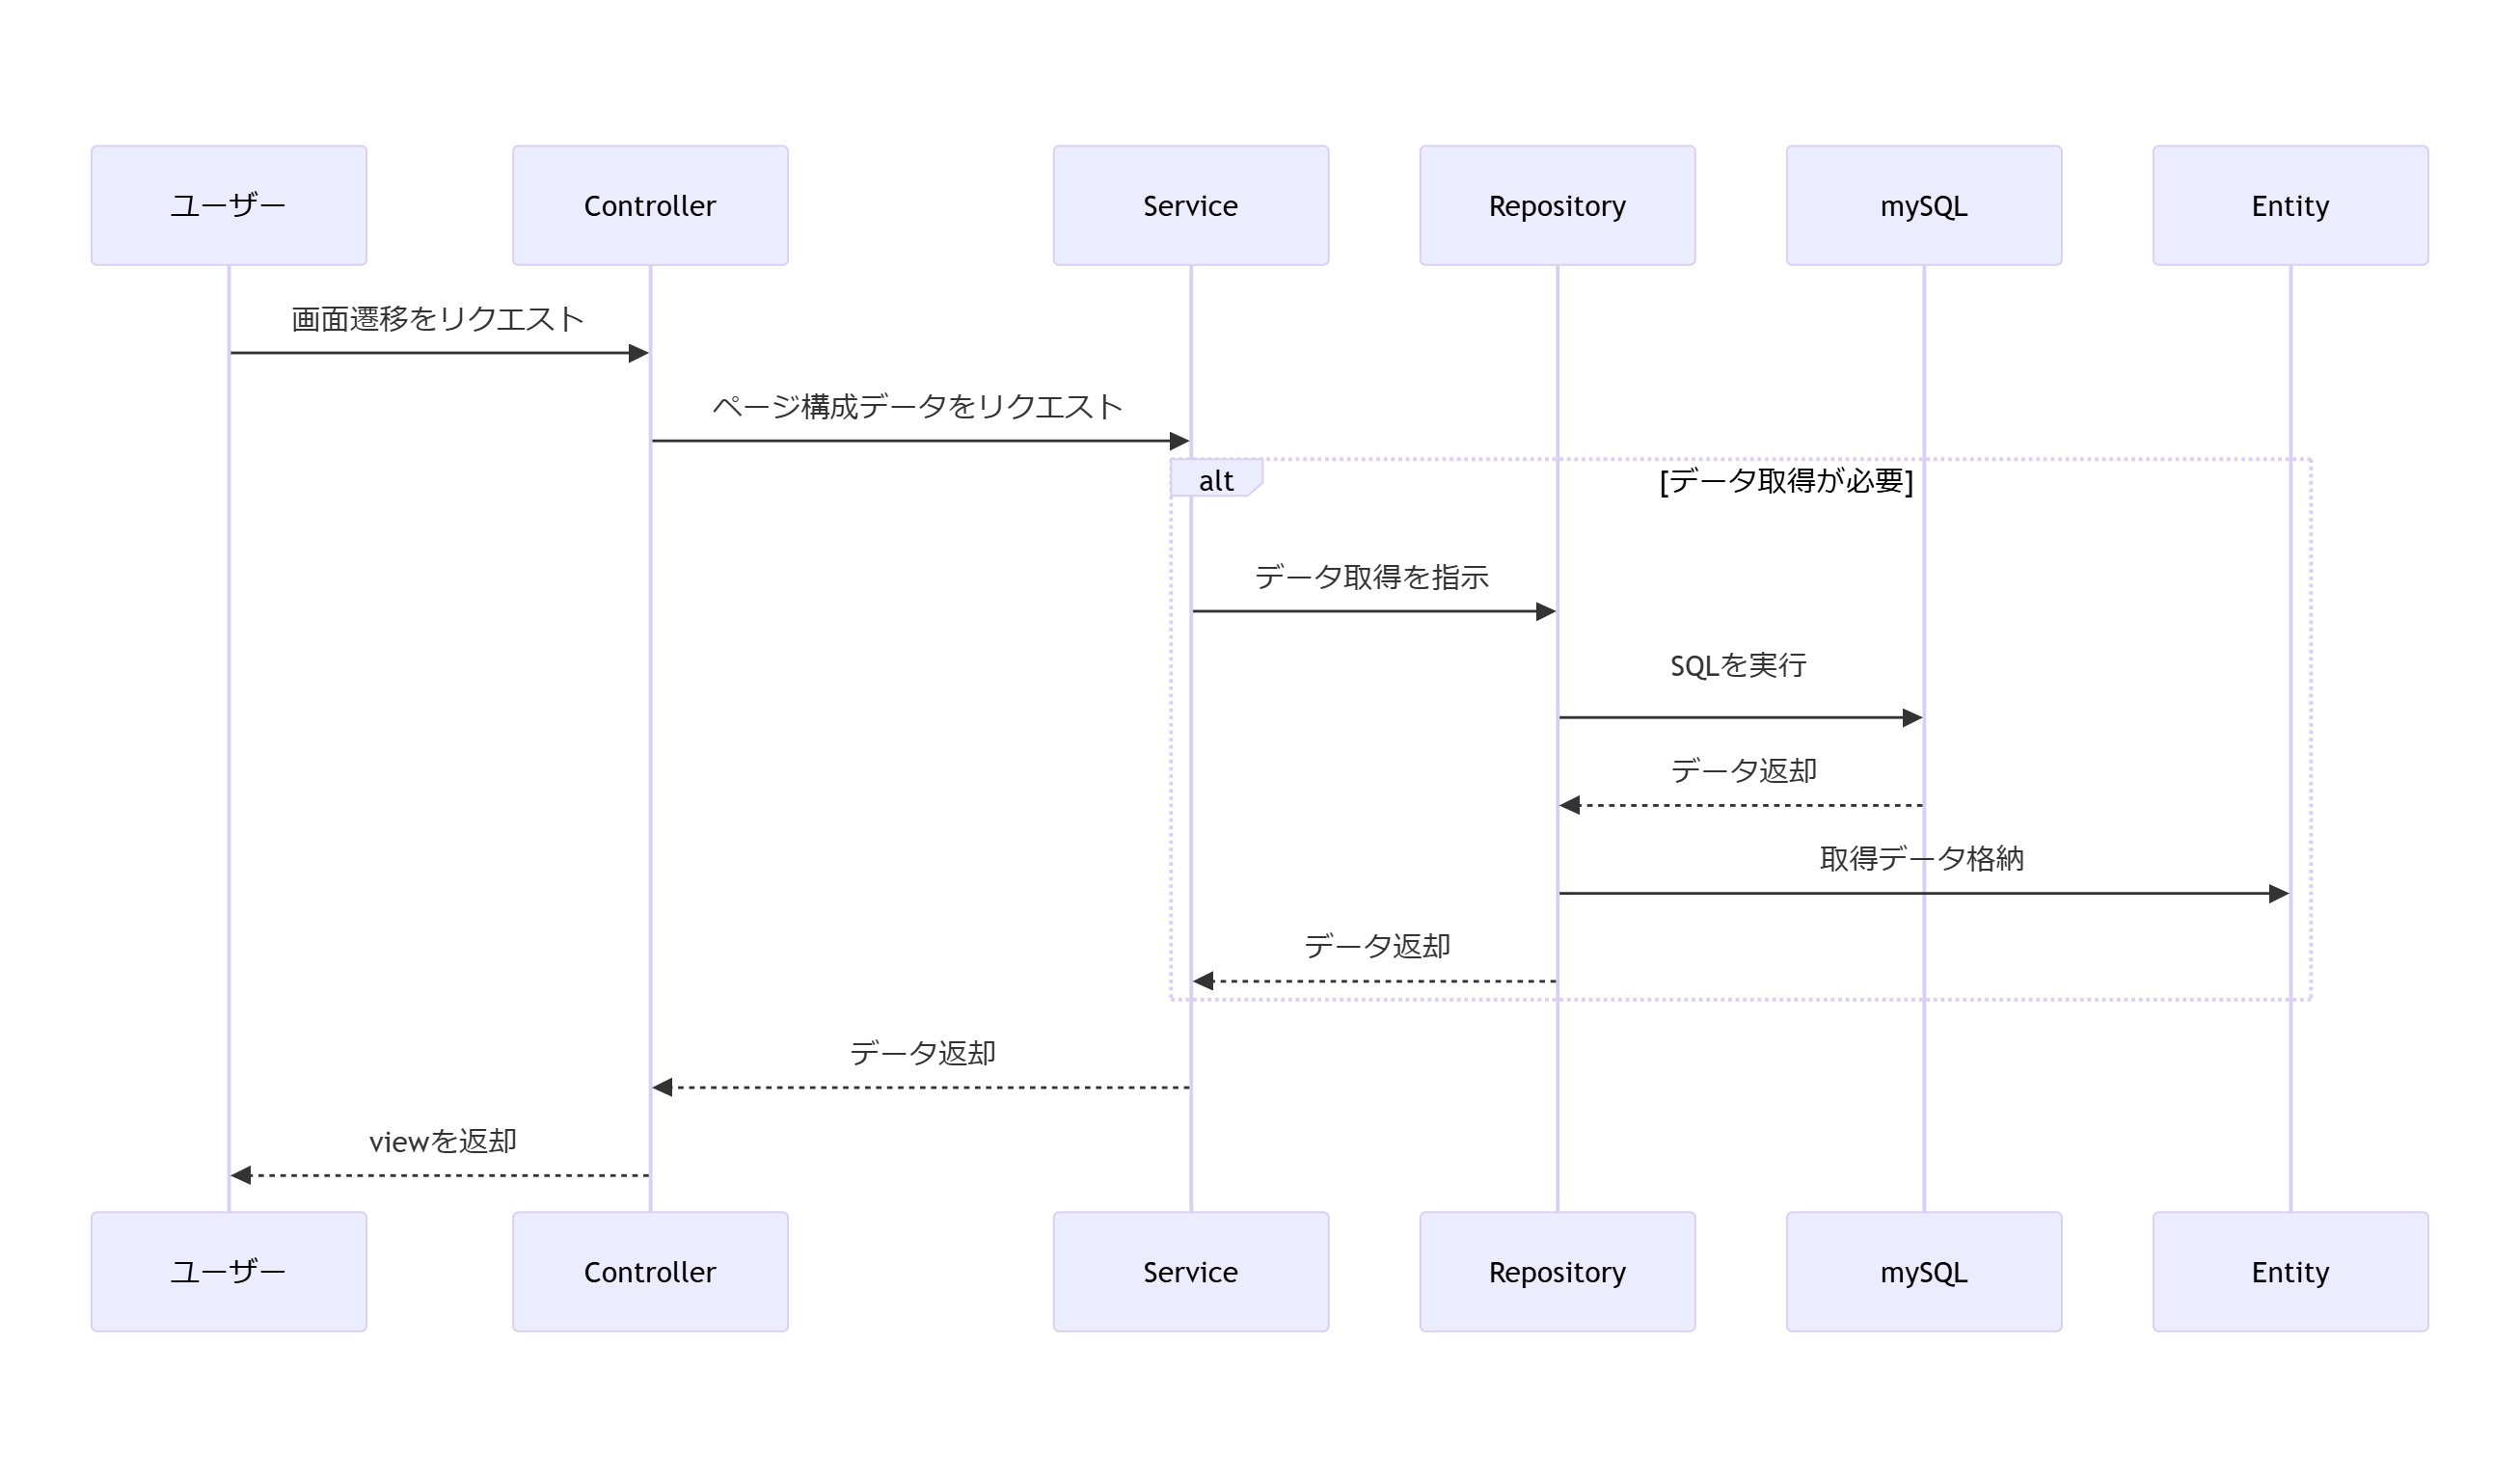 ユーザー
Controller
Service
Repository
mySQL
Entity
画面遷移をリクエスト
ページ構成データをリクエスト
alt
[データ取得が必要]
データ取得を指示
SQLを実行
データ返却
取得データ格納
データ返却
データ返却
viewを返却
ユーザー
Controller
Service
Repository
mySQL
Entity